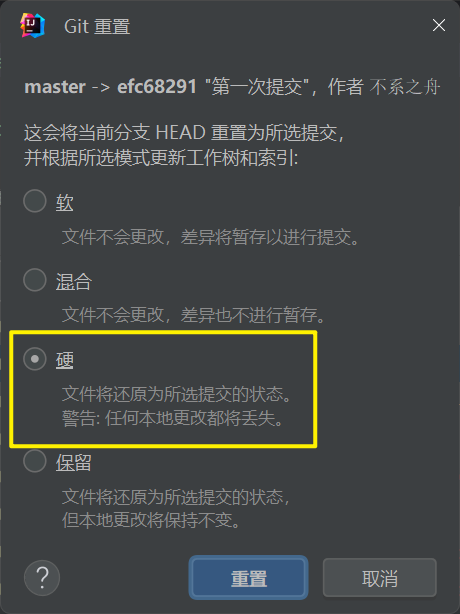 Git 重置
master -> efc68291 "第一次提交"，作者 不系之舟
这会将当前分支 HEAD 重置为所选提交，
并根据所选模式更新工作树和索引:
软
文件不会更改，差异将暂存以进行提交。
混合
文件不会更改，差异也不进行暂存。
硬
文件将还原为所选提交的状态。
警告: 任何本地更改都将丢失。
保留
文件将还原为所选提交的状态，
但本地更改将保持不变。
? 重置 取消